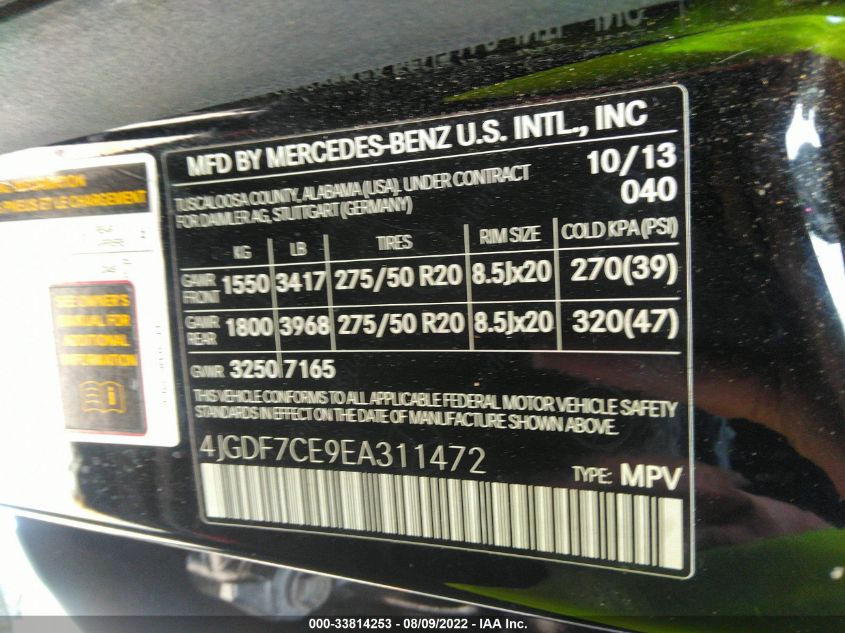 MFD BY MERCEDES-BENZ U.S. INTL., INC
TUSCALOOSA COUNTY, ALABAMA (USA). UNDER CONTRACT
FOR DAIMLER AG, STUTTGART (GERMANY)
10/13
040
KG LB TIRES RIM SIZE COLD KPA (PSI)
GAWR FRONT 1550 3417 275/50 R20 8.5Jx20 270(39)
GAWR REAR 1800 3968 275/50 R20 8.5Jx20 320(47)
GVWR 3250 7165
THIS VEHICLE CONFORMS TO ALL APPLICABLE FEDERAL MOTOR VEHICLE SAFETY
STANDARDS IN EFFECT ON THE DATE OF MANUFACTURE SHOWN ABOVE.
4JGDF7CE9EA311472
TYPE: MPV
PNEUS ET LE CHARGEMENT
SEE OWNER'S
MANUAL FOR
ADDITIONAL
INFORMATION
000-33814253 - 08/09/2022 - IAA Inc.